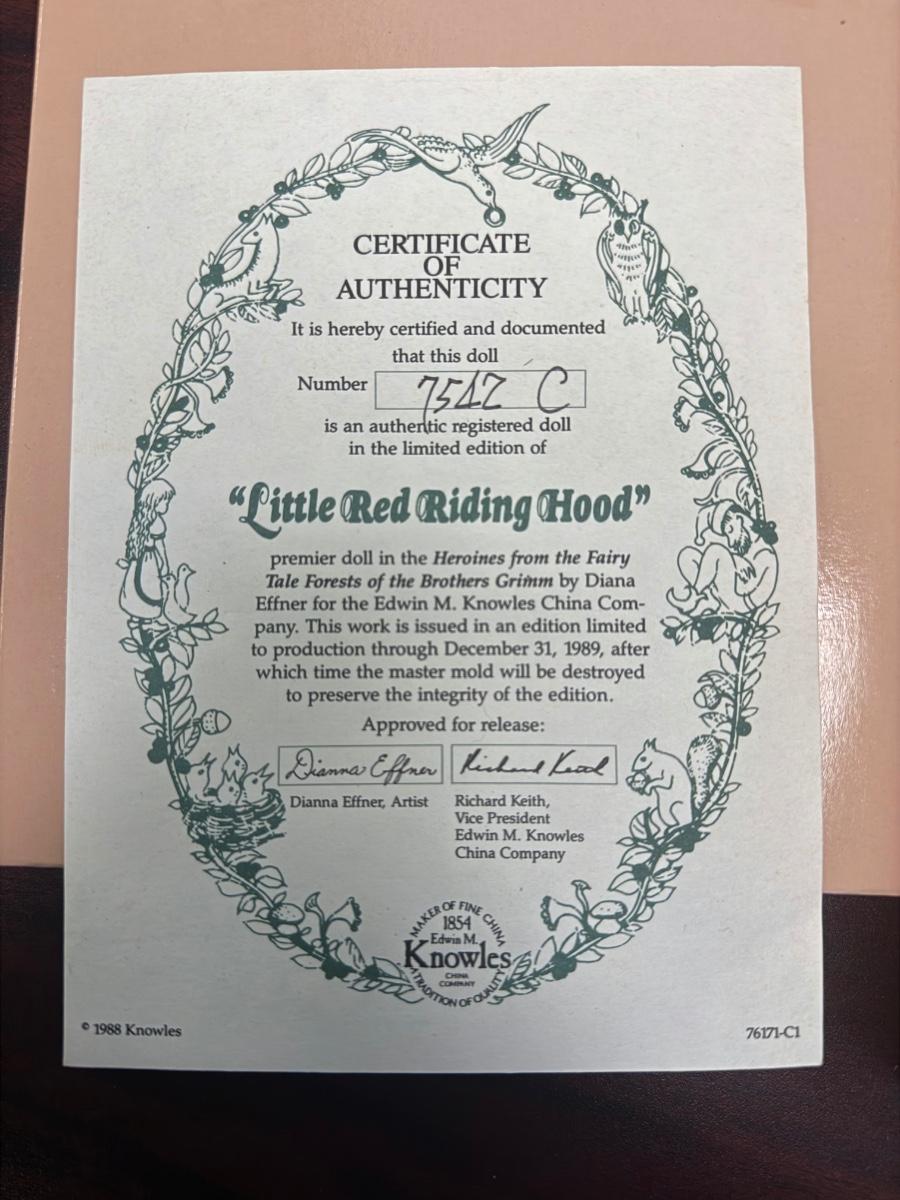 CERTIFICATE
OF
AUTHENTICITY
It is hereby certified and documented
that this doll
Number 7542 C
is an authentic registered doll
in the limited edition of
“Little Red Riding Hood”
premier doll in the Heroines from the Fairy
Tale Forests of the Brothers Grimm by Diana
Effner for the Edwin M. Knowles China Com-
pany. This work is issued in an edition limited
to production through December 31, 1989, after
which time the master mold will be destroyed
to preserve the integrity of the edition.
Approved for release:
Dianna Effner Richard Keith
Dianna Effner, Artist
Richard Keith,
Vice President
Edwin M. Knowles
China Company
MAKER OF FINE CHINA
1854
Edwin M.
Knowles
CHINA
COMPANY
A TRADITION OF QUALITY
© 1988 Knowles
76171-C1